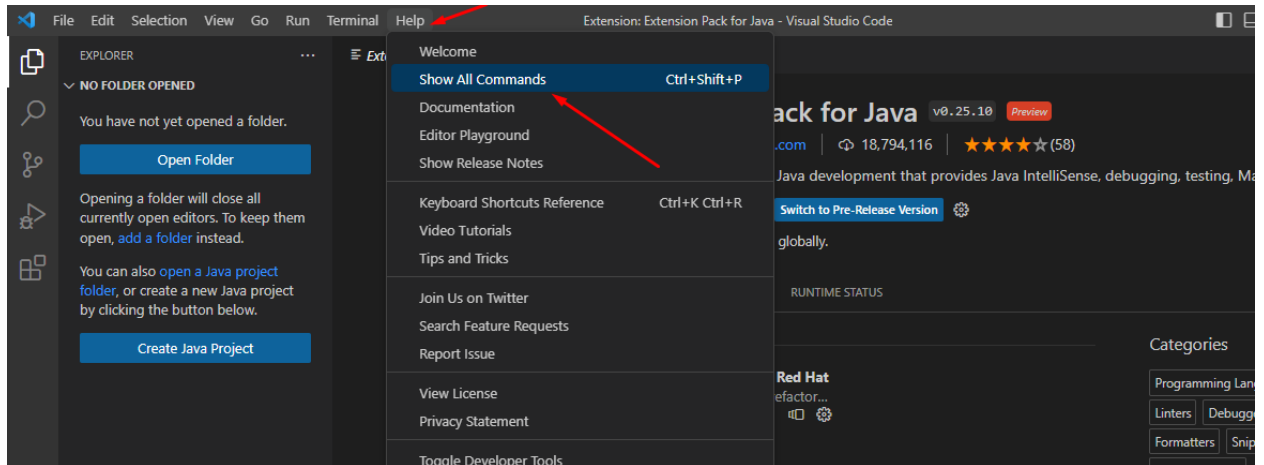 File Edit Selection View Go Run Terminal Help Extension: Extension Pack for Java - Visual Studio Code
EXPLORER ...
NO FOLDER OPENED
You have not yet opened a folder.
Open Folder
Opening a folder will close all
currently open editors. To keep them
open, add a folder instead.
You can also open a Java project
folder, or create a new Java project
by clicking the button below.
Create Java Project
Exte
Welcome
Show All Commands Ctrl+Shift+P
Documentation
Editor Playground
Show Release Notes
Keyboard Shortcuts Reference Ctrl+K Ctrl+R
Video Tutorials
Tips and Tricks
Join Us on Twitter
Search Feature Requests
Report Issue
View License
Privacy Statement
Toggle Developer Tools
ack for Java v0.25.10 Preview
.com 18,794,116 (58)
Java development that provides Java IntelliSense, debugging, testing, Ma
Switch to Pre-Release Version
globally.
RUNTIME STATUS
Red Hat
efactor...
Categories
Programming Lan
Linters Debugge
Formatters Snip